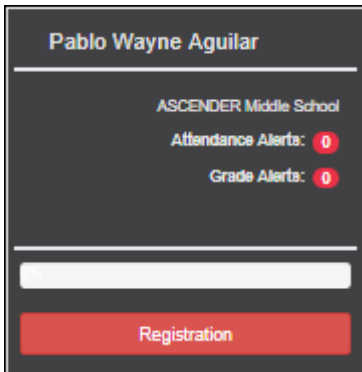 Pablo Wayne Aguilar
ASCENDER Middle School
Attendance Alerts: 0
Grade Alerts: 0
Registration